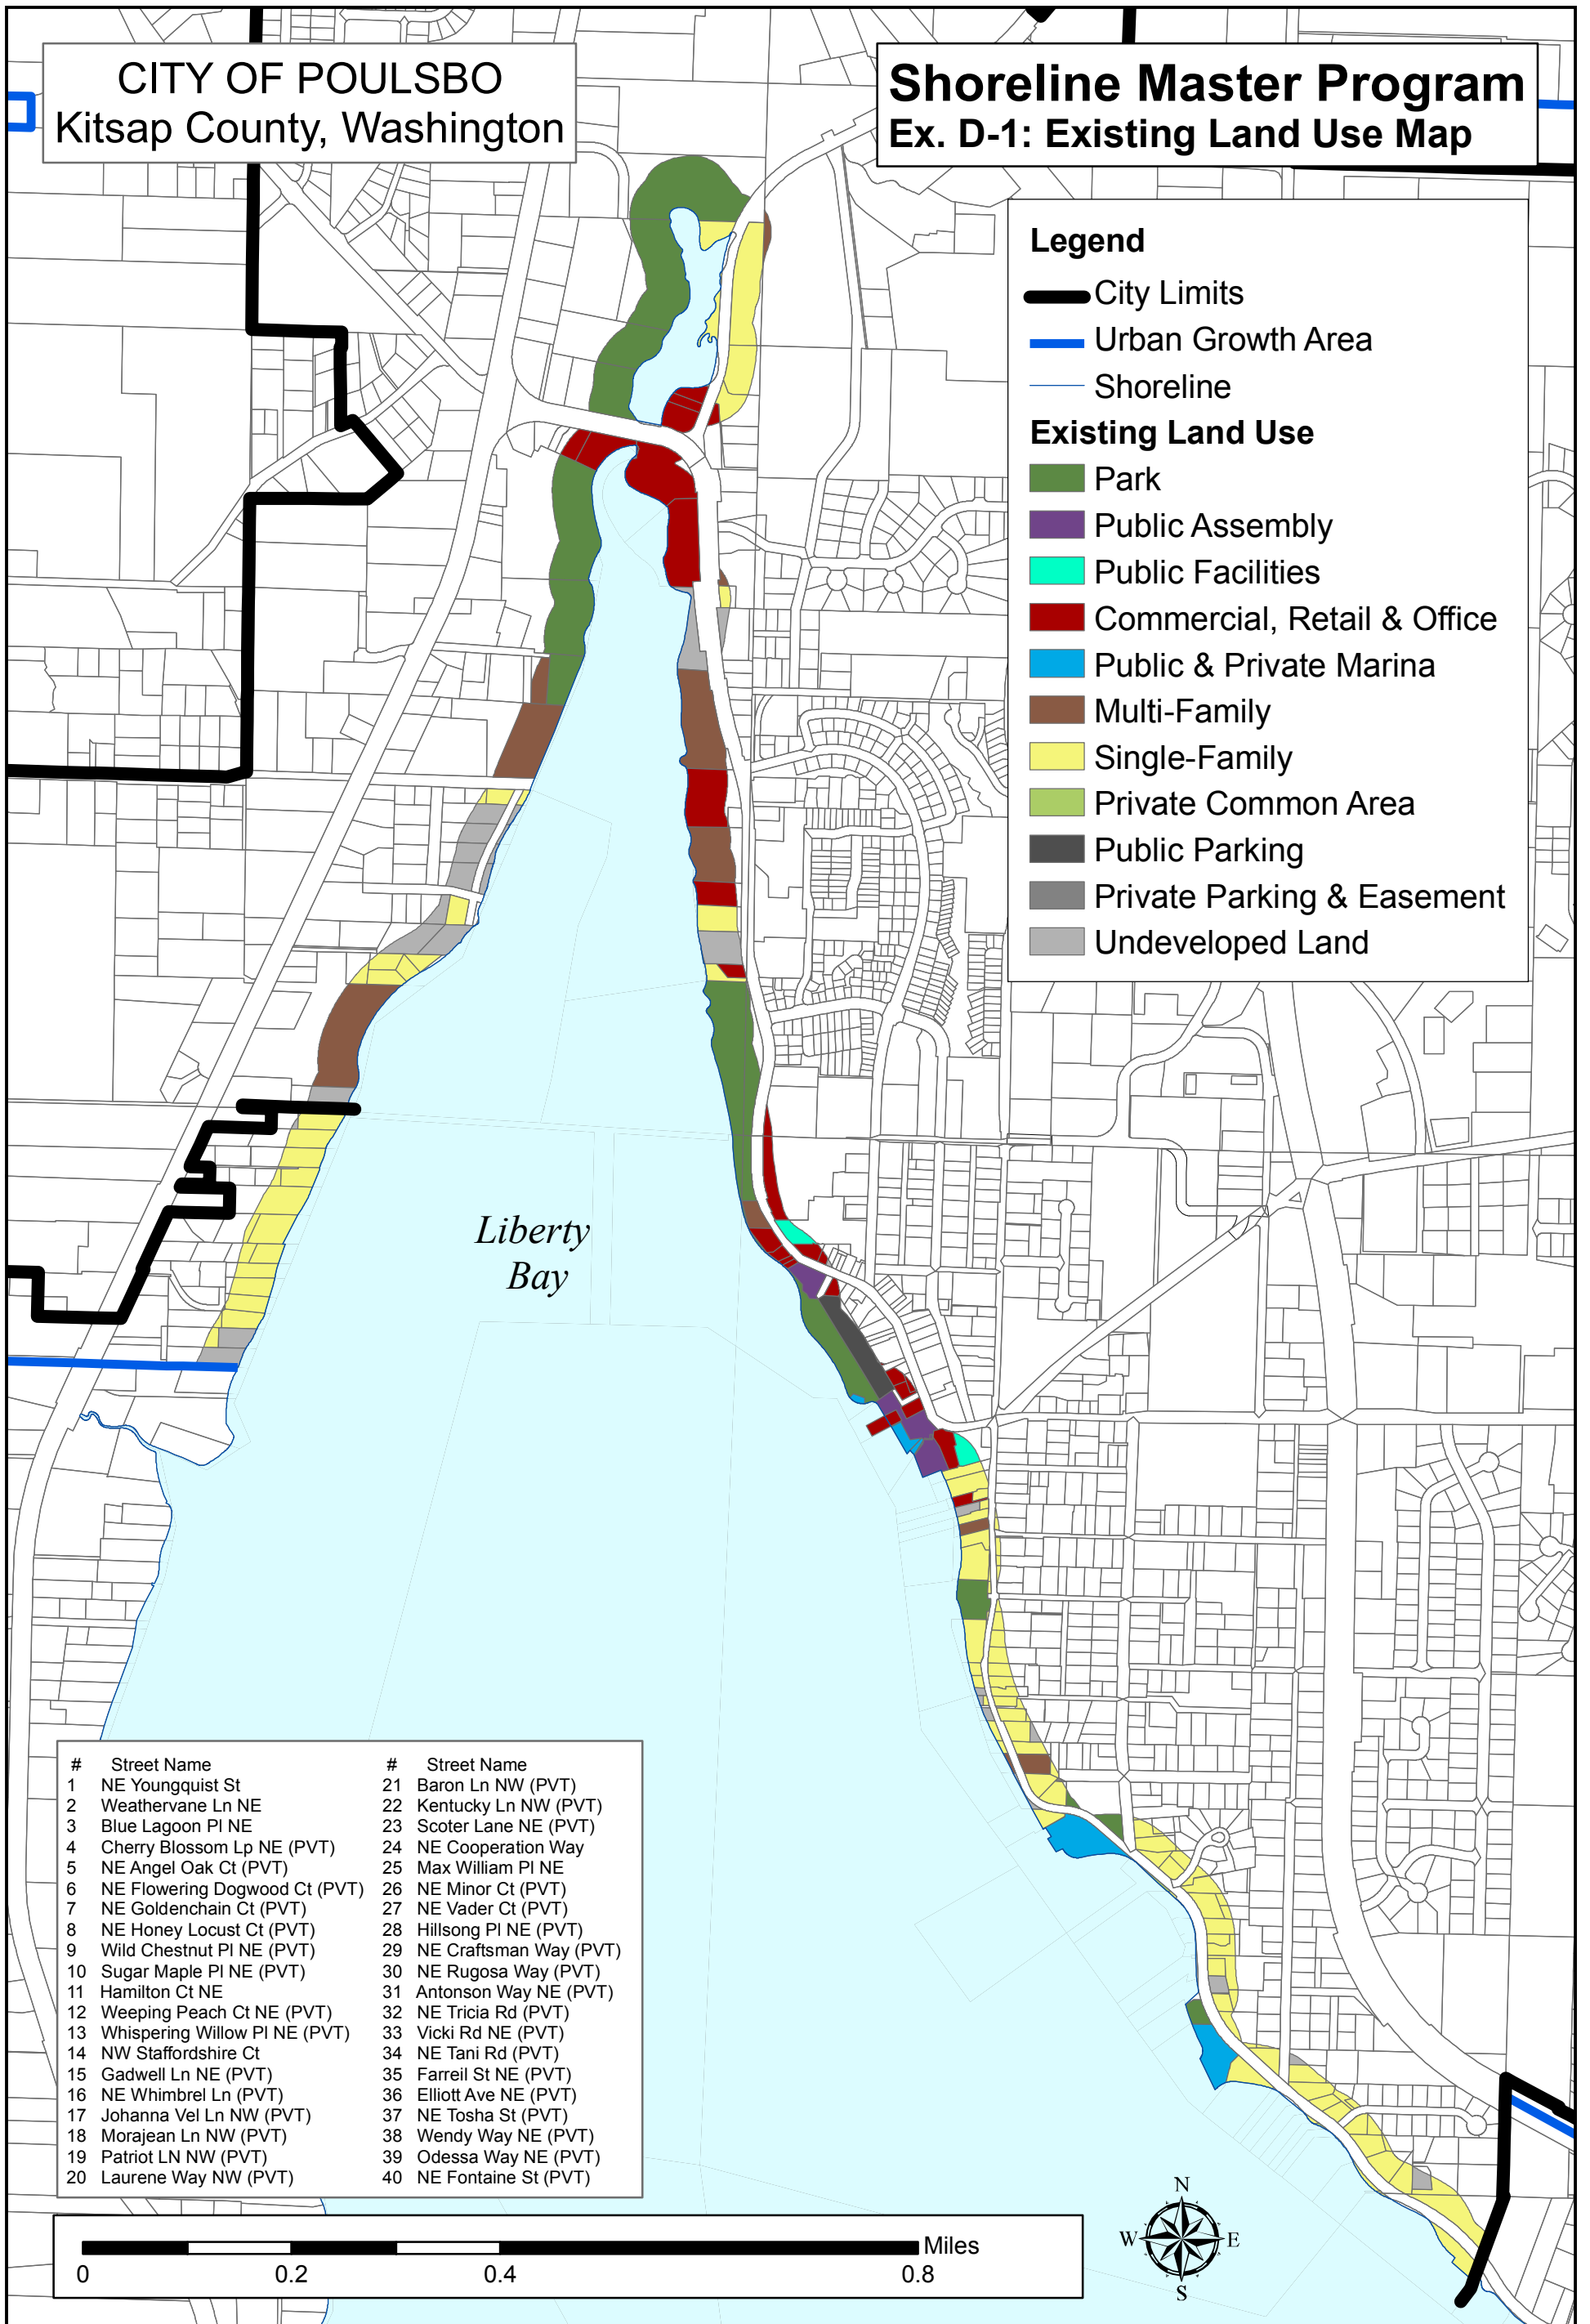 CITY OF POULSBO
Kitsap County, Washington
Shoreline Master Program
Ex. D-1: Existing Land Use Map
Legend
City Limits
Urban Growth Area
Shoreline
Existing Land Use
Park
Public Assembly
Public Facilities
Commercial, Retail & Office
Public & Private Marina
Multi-Family
Single-Family
Private Common Area
Public Parking
Private Parking & Easement
Undeveloped Land
Liberty
Bay
# Street Name
1 NE Youngquist St
2 Weathervane Ln NE
3 Blue Lagoon Pl NE
4 Cherry Blossom Lp NE (PVT)
5 NE Angel Oak Ct (PVT)
6 NE Flowering Dogwood Ct (PVT)
7 NE Goldenchain Ct (PVT)
8 NE Honey Locust Ct (PVT)
9 Wild Chestnut Pl NE (PVT)
10 Sugar Maple Pl NE (PVT)
11 Hamilton Ct NE
12 Weeping Peach Ct NE (PVT)
13 Whispering Willow Pl NE (PVT)
14 NW Staffordshire Ct
15 Gadwell Ln NE (PVT)
16 NE Whimbrel Ln (PVT)
17 Johanna Vel Ln NW (PVT)
18 Morajean Ln NW (PVT)
19 Patriot LN NW (PVT)
20 Laurene Way NW (PVT)
# Street Name
21 Baron Ln NW (PVT)
22 Kentucky Ln NW (PVT)
23 Scoter Lane NE (PVT)
24 NE Cooperation Way
25 Max William Pl NE
26 NE Minor Ct (PVT)
27 NE Vader Ct (PVT)
28 Hillsong Pl NE (PVT)
29 NE Craftsman Way (PVT)
30 NE Rugosa Way (PVT)
31 Antonson Way NE (PVT)
32 NE Tricia Rd (PVT)
33 Vicki Rd NE (PVT)
34 NE Tani Rd (PVT)
35 Farreil St NE (PVT)
36 Elliott Ave NE (PVT)
37 NE Tosha St (PVT)
38 Wendy Way NE (PVT)
39 Odessa Way NE (PVT)
40 NE Fontaine St (PVT)
Miles
0 0.2 0.4 0.8
N
W E
S